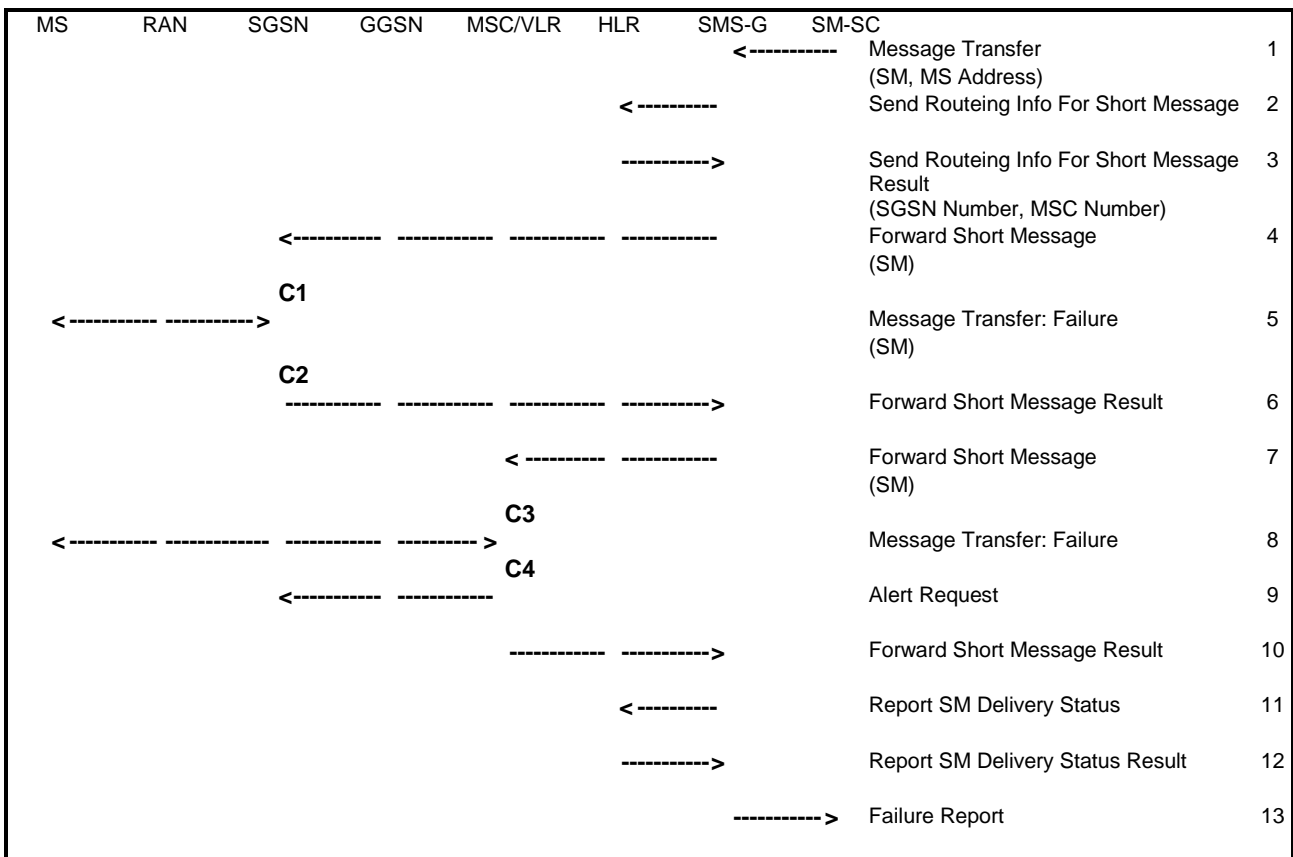 MS RAN SGSN GGSN MSC/VLR HLR SMS-G SM-SC
Message Transfer 1
(SM, MS Address)
Send Routeing Info For Short Message 2
Send Routeing Info For Short Message 3
Result
(SGSN Number, MSC Number)
Forward Short Message 4
(SM)
C1
Message Transfer: Failure 5
(SM)
C2
Forward Short Message Result 6
Forward Short Message 7
(SM)
C3
Message Transfer: Failure 8
C4
Alert Request 9
Forward Short Message Result 10
Report SM Delivery Status 11
Report SM Delivery Status Result 12
Failure Report 13